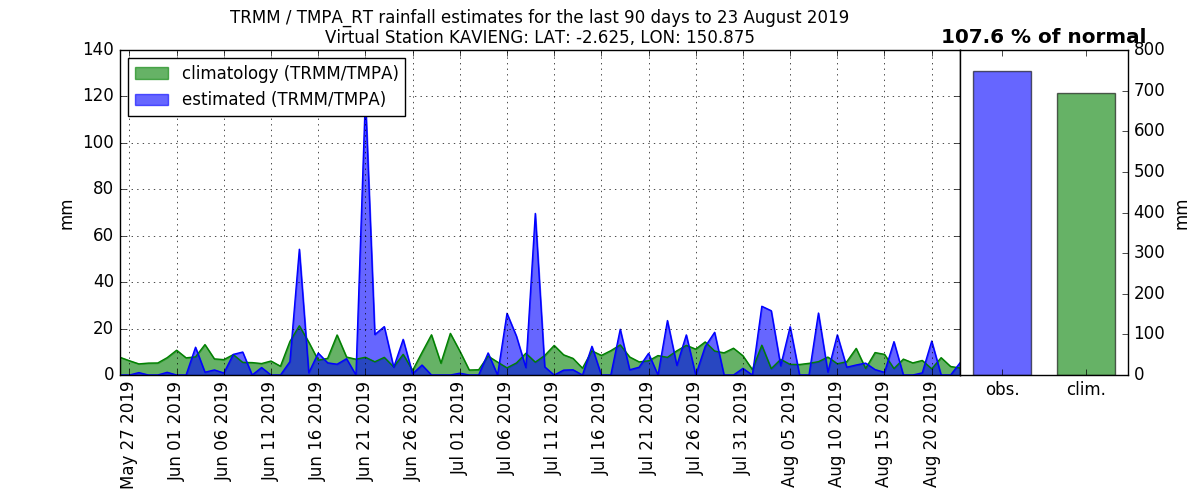 TRMM / TMPA_RT rainfall estimates for the last 90 days to 23 August 2019
Virtual Station KAVIENG: LAT: -2.625, LON: 150.875
107.6 % of normal
climatology (TRMM/TMPA)
estimated (TRMM/TMPA)
mm
140
120
100
80
60
40
20
0
May 27 2019
Jun 01 2019
Jun 06 2019
Jun 11 2019
Jun 16 2019
Jun 21 2019
Jun 26 2019
Jul 01 2019
Jul 06 2019
Jul 11 2019
Jul 16 2019
Jul 21 2019
Jul 26 2019
Jul 31 2019
Aug 05 2019
Aug 10 2019
Aug 15 2019
Aug 20 2019
800
700
600
500
400
300
200
100
0
mm
obs.
clim.